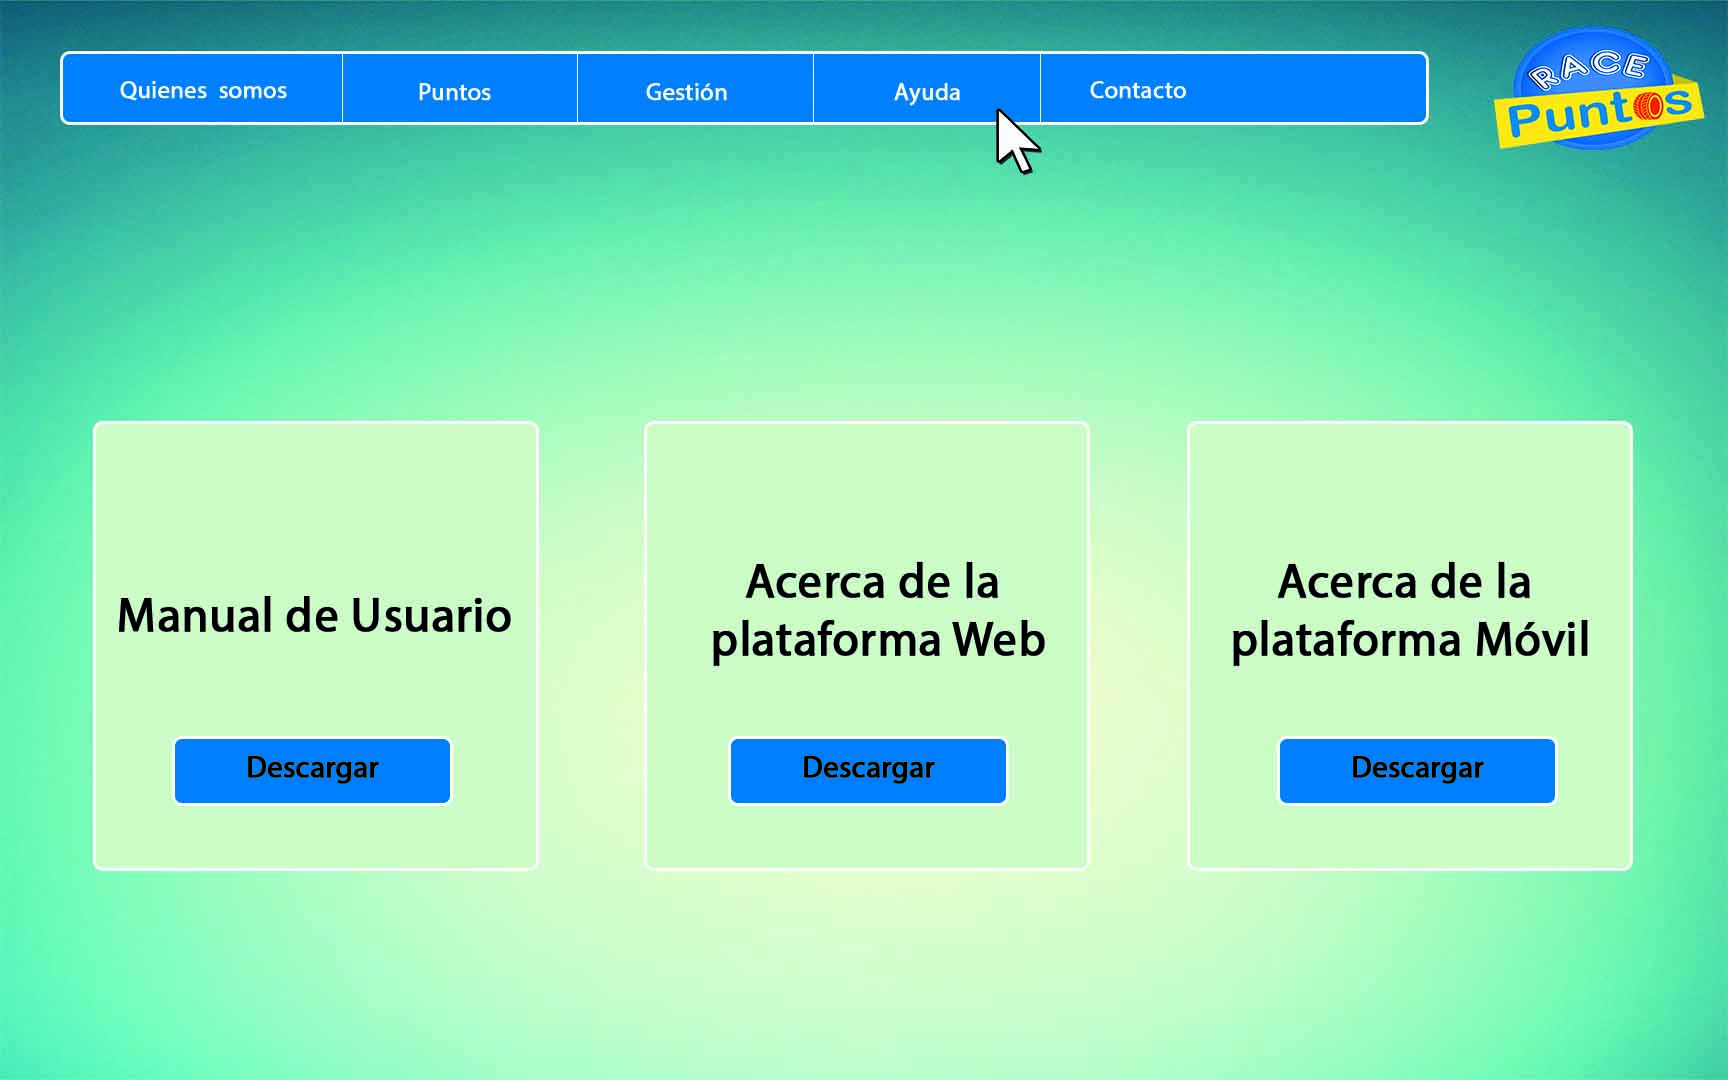 Quienes somos
Puntos
Gestión
Ayuda
Contacto
RACE
Puntos
Manual de Usuario
Descargar
Acerca de la
plataforma Web
Descargar
Acerca de la
plataforma Móvil
Descargar